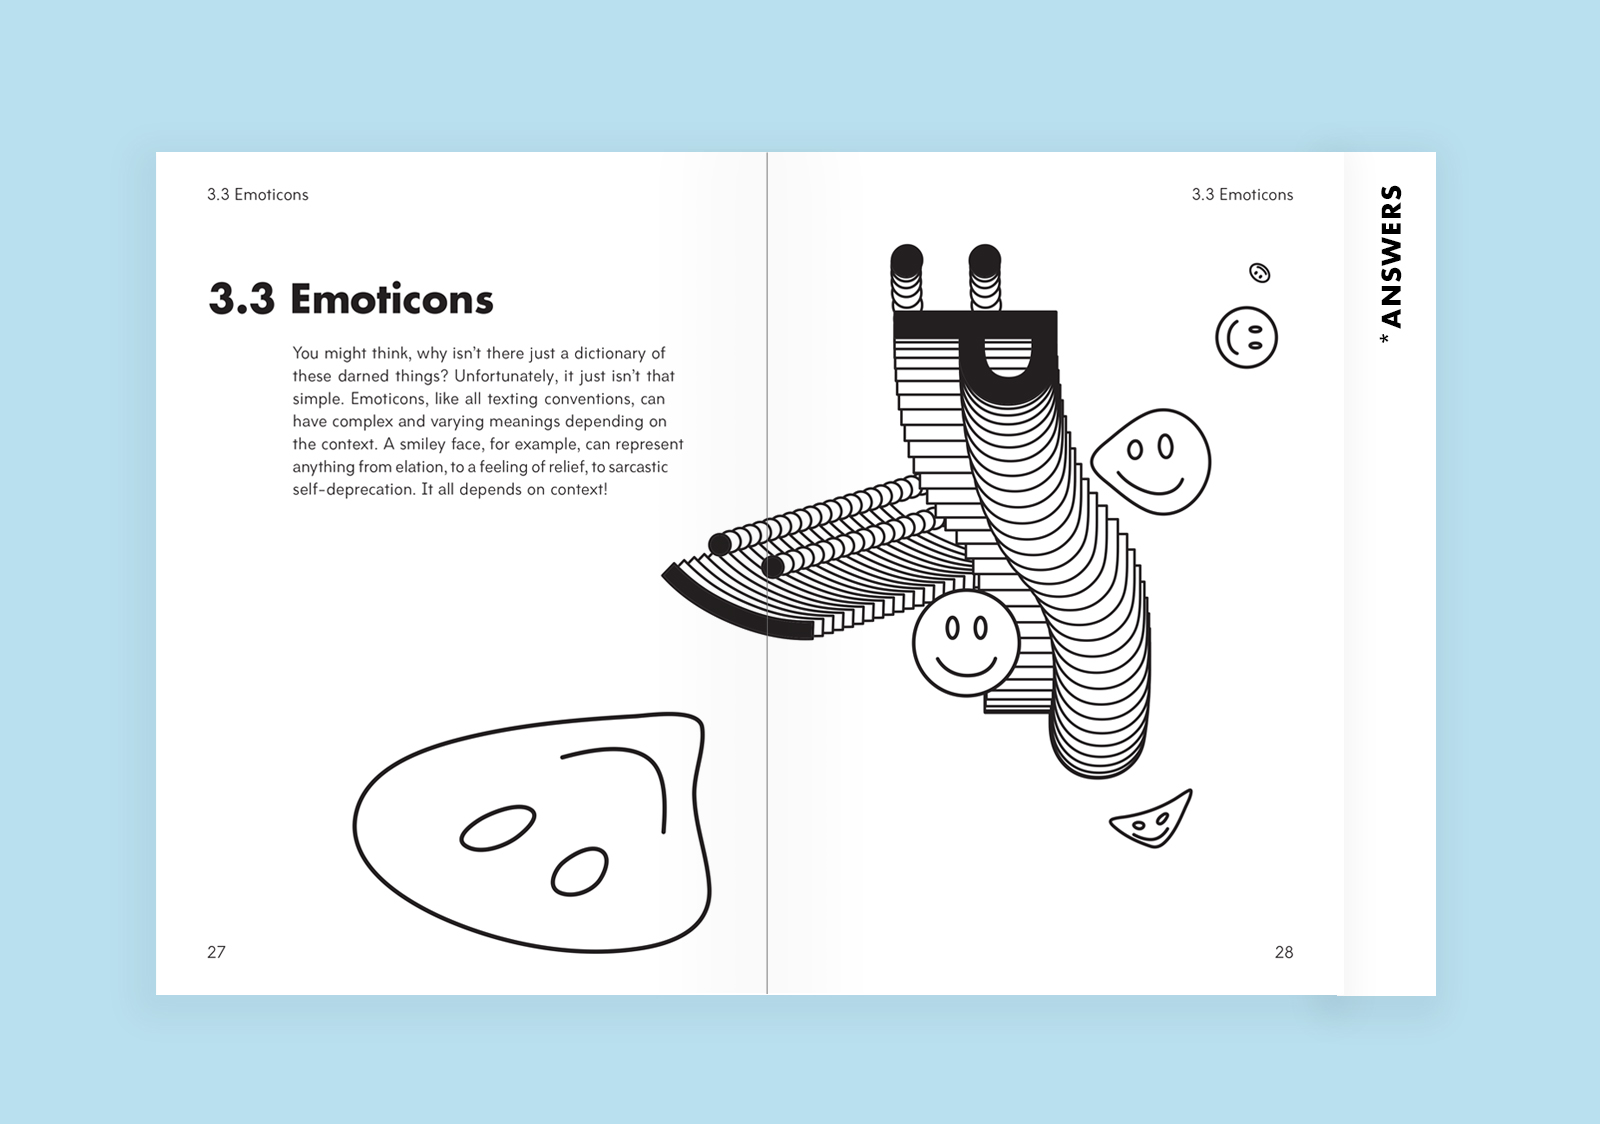 3.3 Emoticons
3.3 Emoticons
You might think, why isn't there just a dictionary of
these darned things? Unfortunately, it just isn't that
simple. Emoticons, like all texting conventions, can
have complex and varying meanings depending on
the context. A smiley face, for example, can represent
anything from elation, to a feeling of relief, to sarcastic
self-deprecation. It all depends on context!
27
3.3 Emoticons
28
* ANSWERS